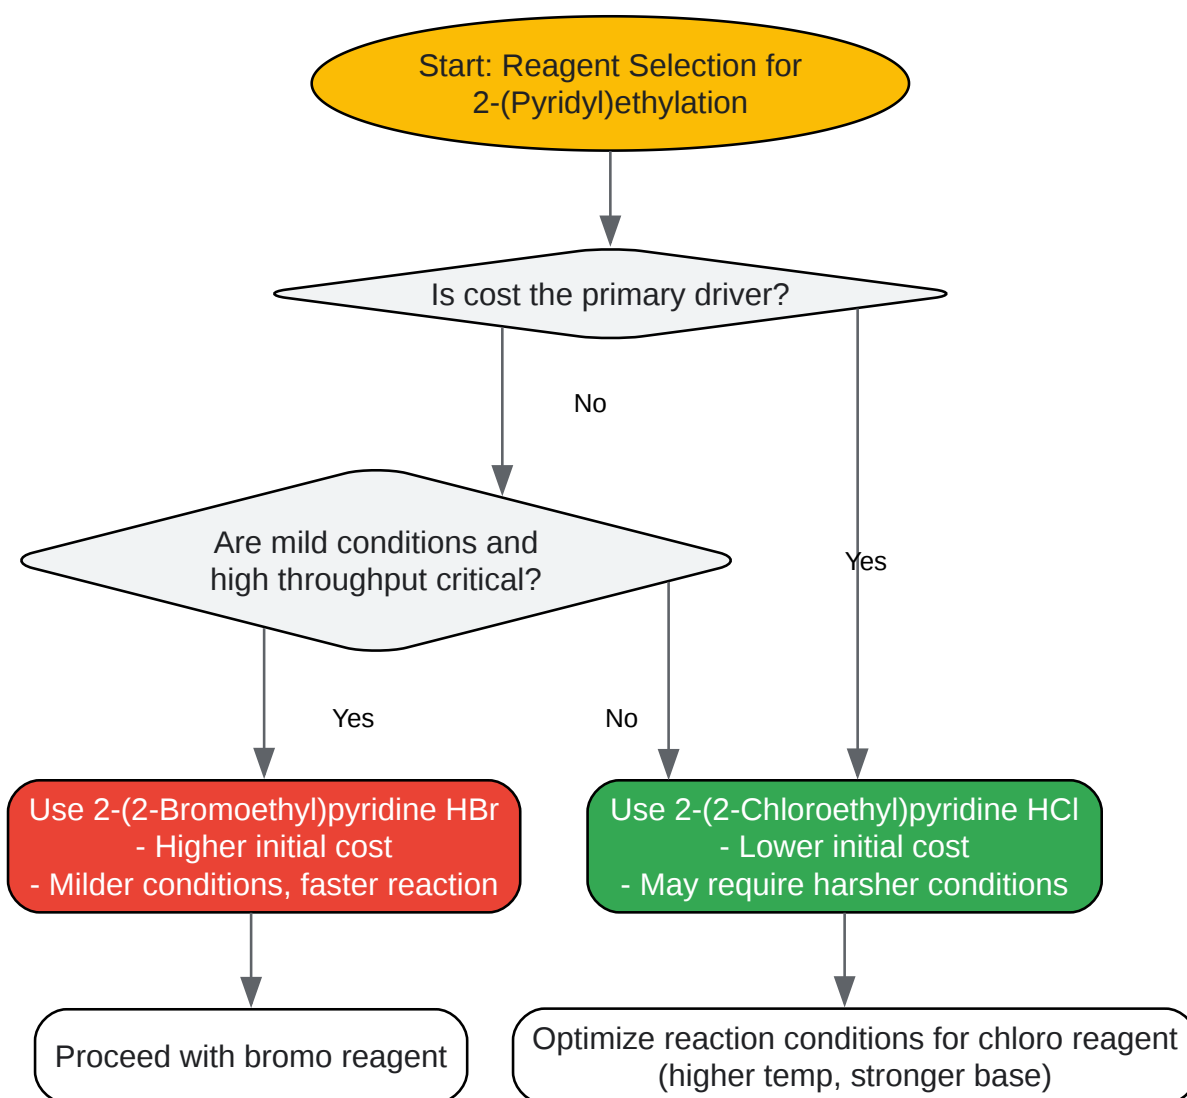 Start: Reagent Selection for
2-(Pyridyl)ethylation
Is cost the primary driver?
No
Are mild conditions and
high throughput critical?
Yes
Yes
No
Use 2-(2-Bromoethyl)pyridine HBr
- Higher initial cost
- Milder conditions, faster reaction
Use 2-(2-Chloroethyl)pyridine HCl
- Lower initial cost
- May require harsher conditions
Proceed with bromo reagent
Optimize reaction conditions for chloro reagent
(higher temp, stronger base)